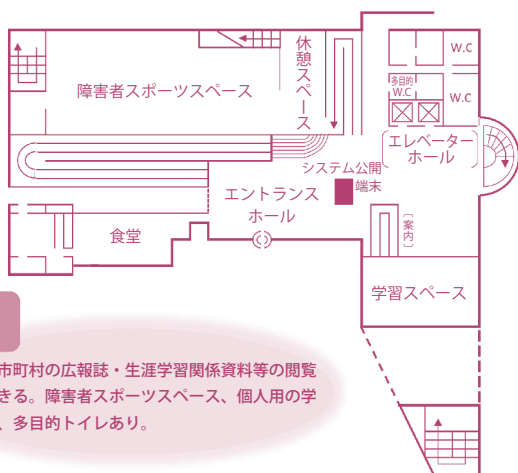 休憩スペース
W.C
障害者スポーツスペース
多目的
W.C
W.C
エレベーター
ホール
システム公開
端末
エントランス
ホール
〔案内〕
食堂
学習スペース
市町村の広報誌・生涯学習関係資料等の閲覧
きる。障害者スポーツスペース、個人用の学
、多目的トイレあり。